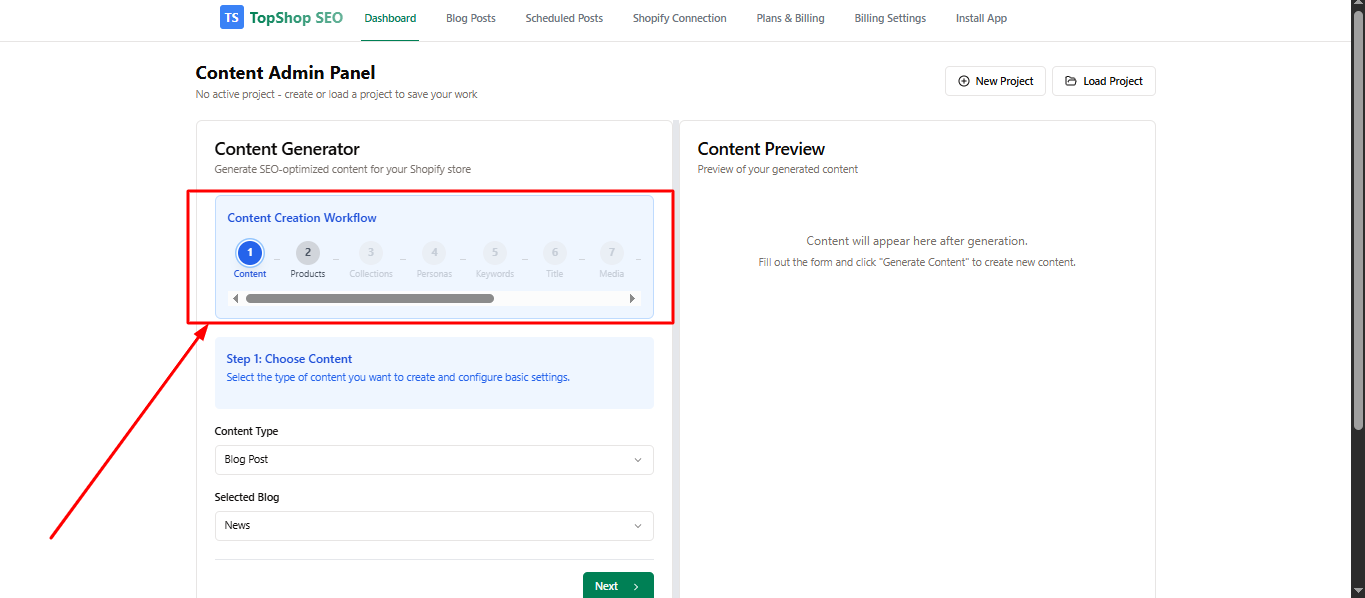 TS TopShop SEO Dashboard Blog Posts Scheduled Posts Shopify Connection Plans & Billing Billing Settings Install App
Content Admin Panel
No active project - create or load a project to save your work
New Project Load Project
Content Generator
Generate SEO-optimized content for your Shopify store
Content Creation Workflow
1 2 3 4 5 6 7
Content Products Collections Personas Keywords Title Media
Step 1: Choose Content
Select the type of content you want to create and configure basic settings.
Content Type
Blog Post
Selected Blog
News
Next
Content Preview
Preview of your generated content
Content will appear here after generation.
Fill out the form and click "Generate Content" to create new content.